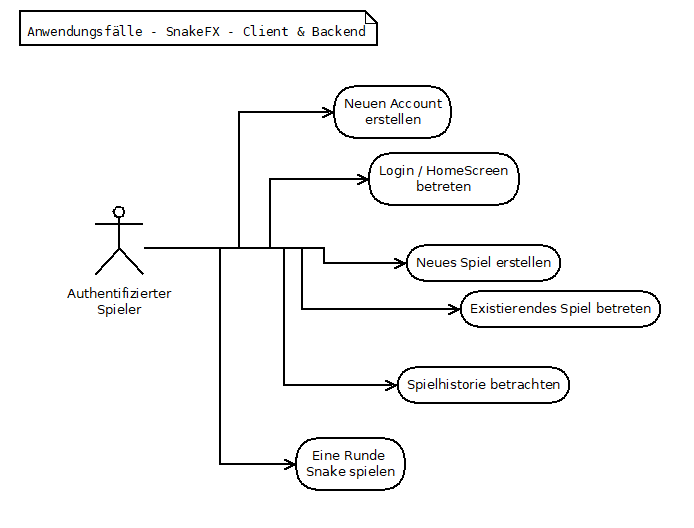 Anwendungsfälle - SnakeFX - Client & Backend
Neuen Account
erstellen
Login / HomeScreen
betreten
Authentifizierter
Spieler
Neues Spiel erstellen
Existierendes Spiel betreten
Spielhistorie betrachten
Eine Runde
Snake spielen